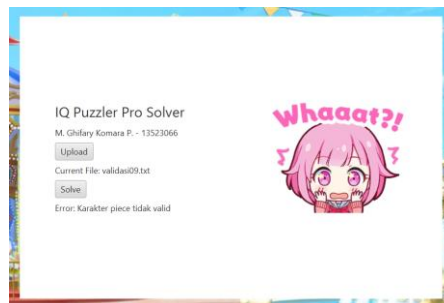 IQ Puzzler Pro Solver
M. Ghifary Komara P. - 13523066
Upload
Current File: validasi09.txt
Solve
Error: Karakter piece tidak valid
Whaaat?!